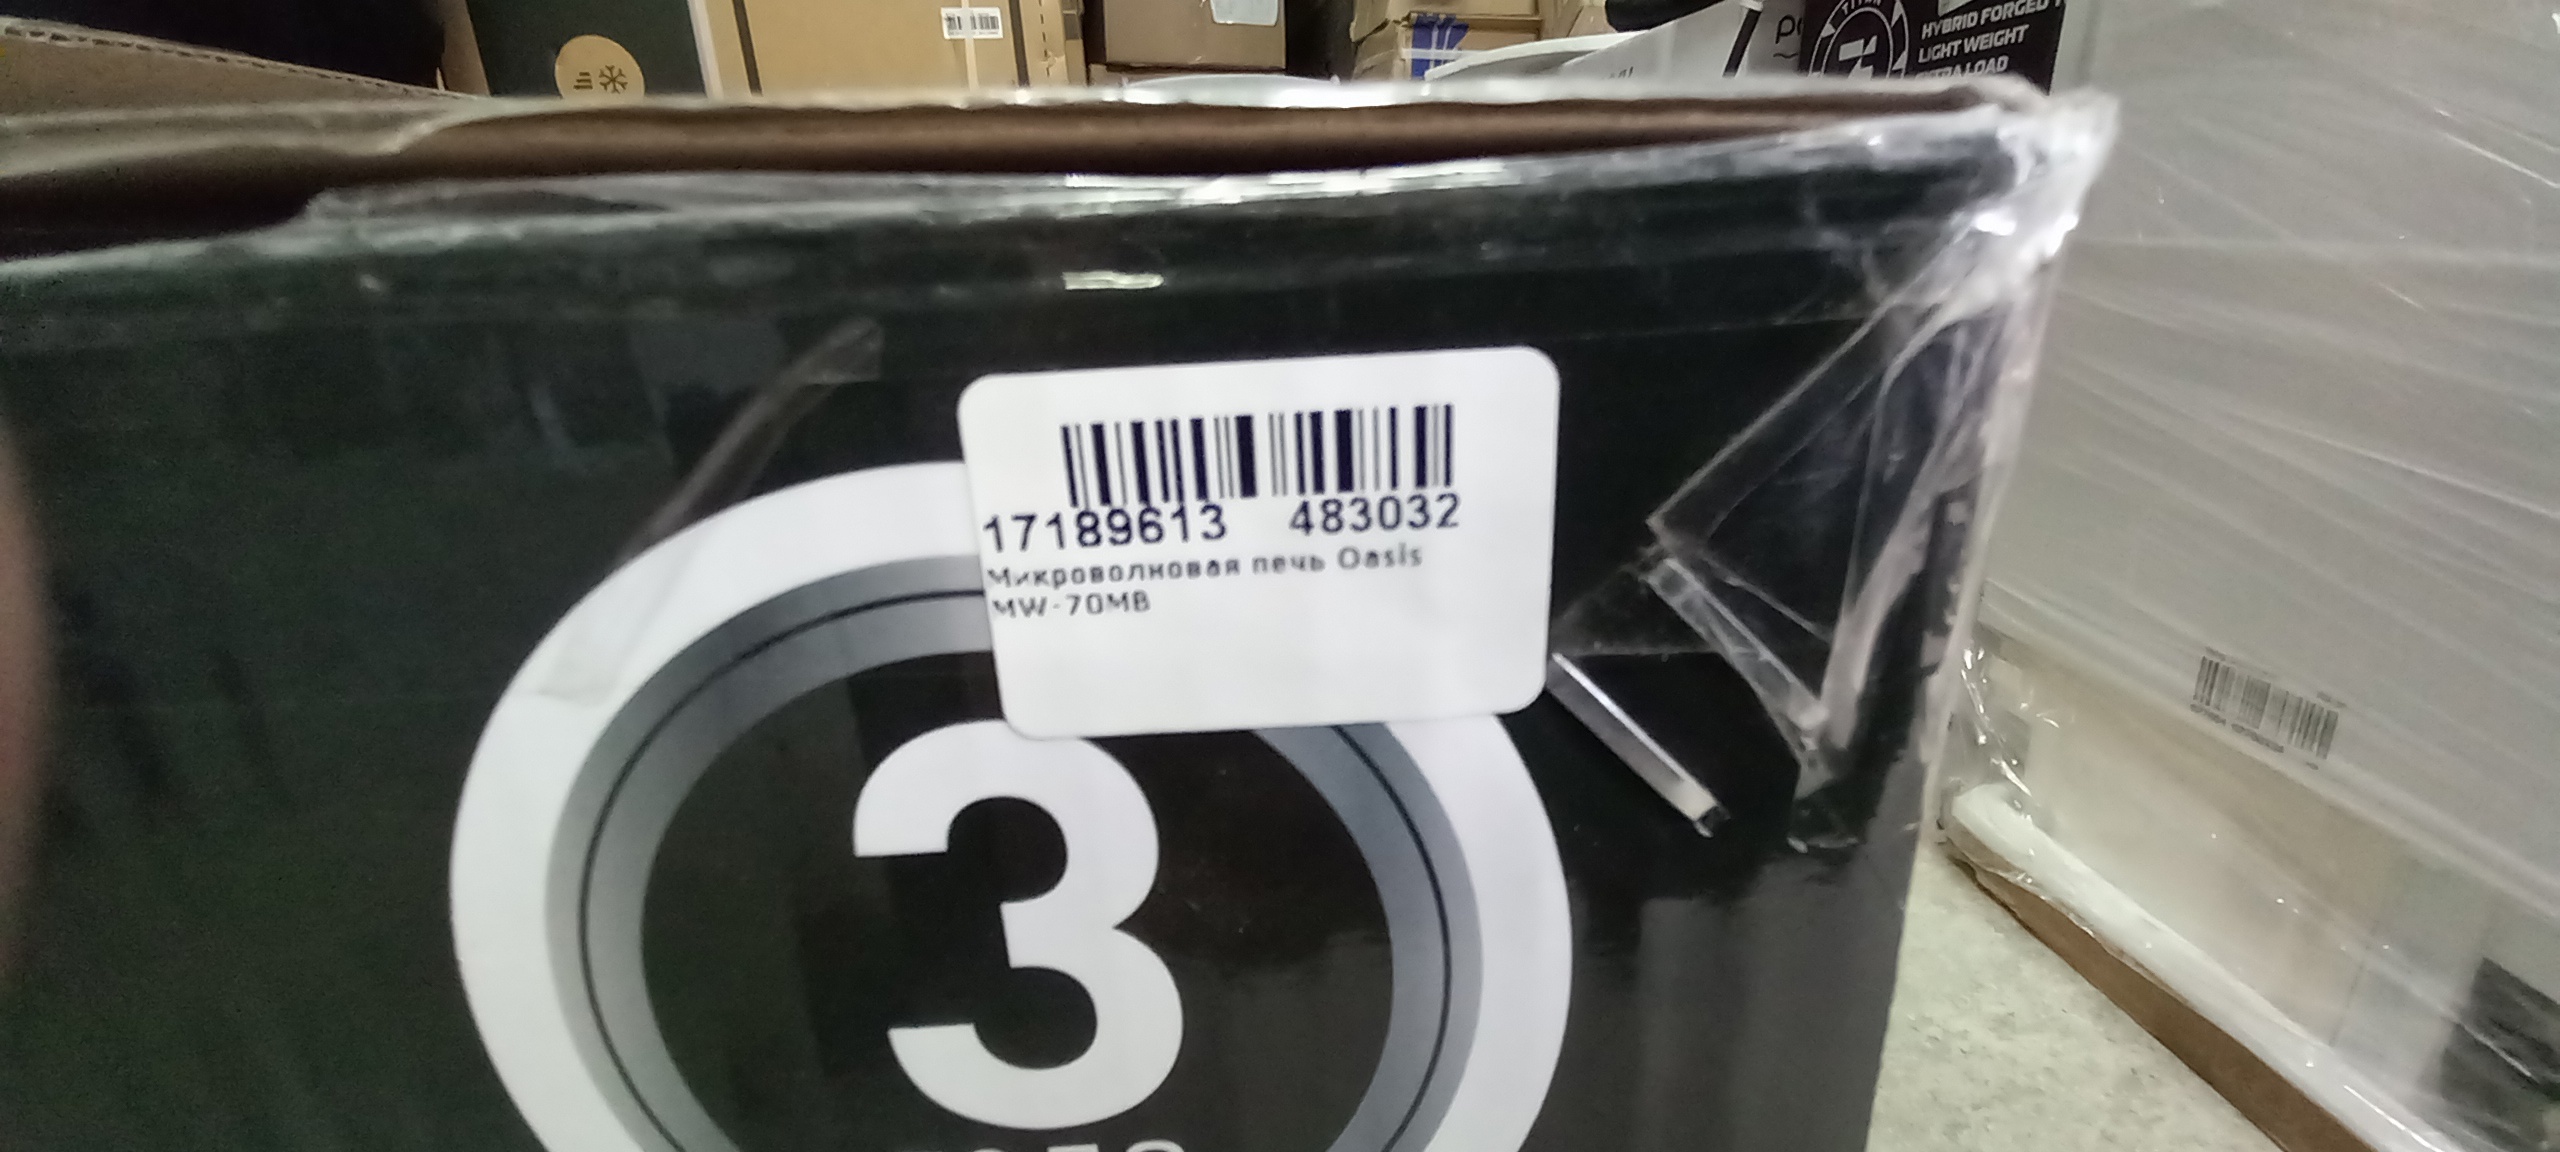 HYBRID FORGED
LIGHT WEIGHT
17189613 483032
Микроволновая печь Oasis
MW-70MB
3